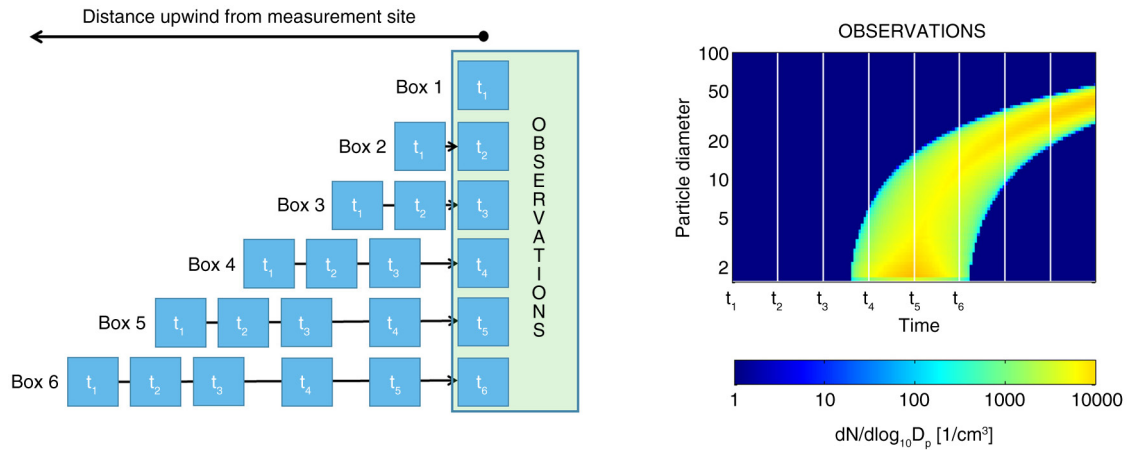 Distance upwind from measurement site
Box 1
t1
Box 2
t1
t2
Box 3
t1
t2
t3
Box 4
t1
t2
t3
t4
Box 5
t1
t2
t3
t4
t5
Box 6
t1
t2
t3
t4
t5
t6
OBSERVATIONS
OBSERVATIONS
Particle diameter
100
50
20
10
5
2
t1 t2 t3 t4 t5 t6
Time
1 10 100 1000 10000
dN/dlog10Dp [1/cm³]